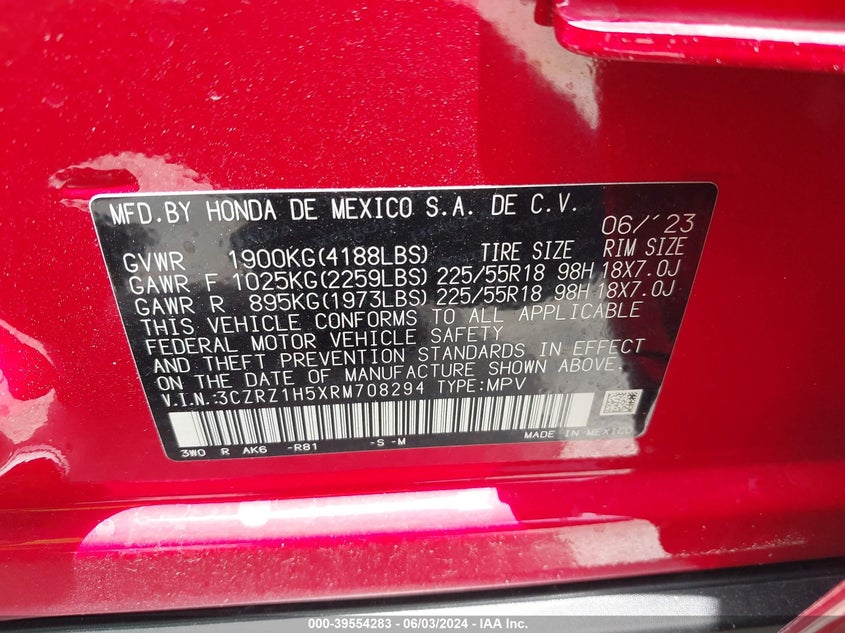 MFD.BY HONDA DE MEXICO S.A. DE C.V. 06/'23
GVWR 1900KG(4188LBS) TIRE SIZE RIM SIZE
GAWR F 1025KG(2259LBS) 225/55R18 98H 18X7.0J
GAWR R 895KG(1973LBS) 225/55R18 98H 18X7.0J
THIS VEHICLE CONFORMS TO ALL APPLICABLE
FEDERAL MOTOR VEHICLE SAFETY
AND THEFT PREVENTION STANDARDS IN EFFECT
ON THE DATE OF MANUFACTURE SHOWN ABOVE.
V.I.N.:3CZRZ1H5XRM708294 TYPE:MPV
3WO R AK6 -R81 -S -M MADE IN MEXICO
000-39554283 - 06/03/2024 - IAA Inc.